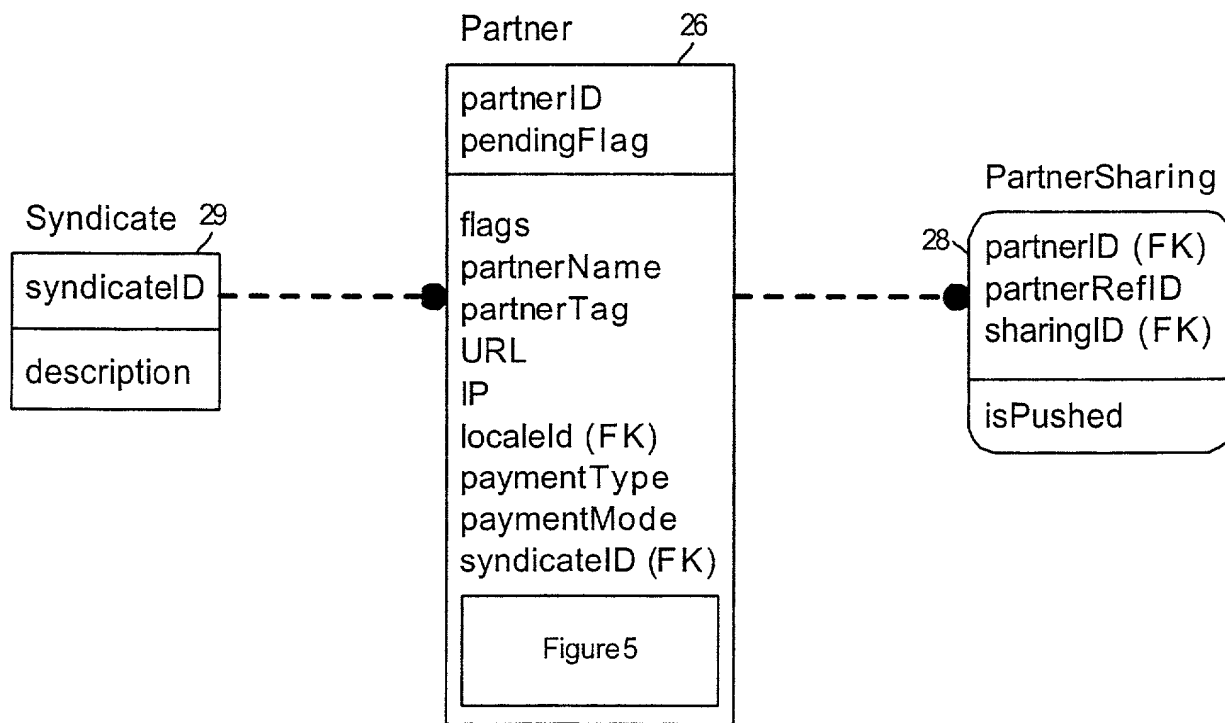 Syndicate 29
syndicateID
description
Partner 26
partnerID
pendingFlag
flags
partnerName
partnerTag
URL
IP
localeId (FK)
paymentType
paymentMode
syndicateID (FK)
Figure 5
PartnerSharing
28
partnerID (FK)
partnerRefID
sharingID (FK)
isPushed